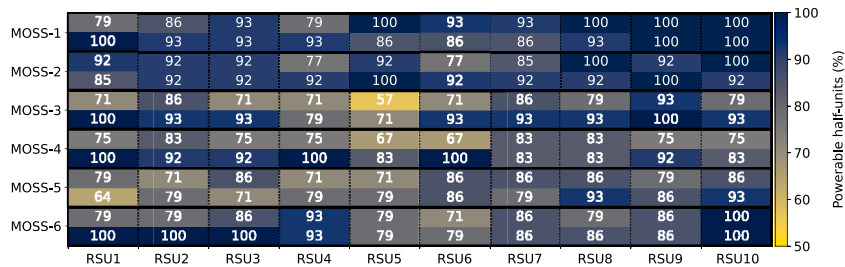 79 86 93 79 100 93 93 100 100 100 100
MOSS-1
100 93 93 93 86 86 86 93 100 100
92 92 92 77 92 77 85 100 92 100 90
MOSS-2
85 92 92 92 100 92 92 92 100 92
71 86 71 71 57 71 86 79 93 79
MOSS-3
100 93 93 79 71 93 93 93 100 93 80
75 83 75 75 67 67 83 83 75 75
MOSS-4
100 92 92 100 83 100 83 83 92 83 70
79 71 86 71 71 86 86 86 79 86
MOSS-5
64 79 71 79 79 86 79 93 86 93 60
79 79 86 93 79 71 86 79 86 100
MOSS-6
100 100 100 93 79 79 86 86 86 100 50
RSU1 RSU2 RSU3 RSU4 RSU5 RSU6 RSU7 RSU8 RSU9 RSU10
Powerable half-units (%)